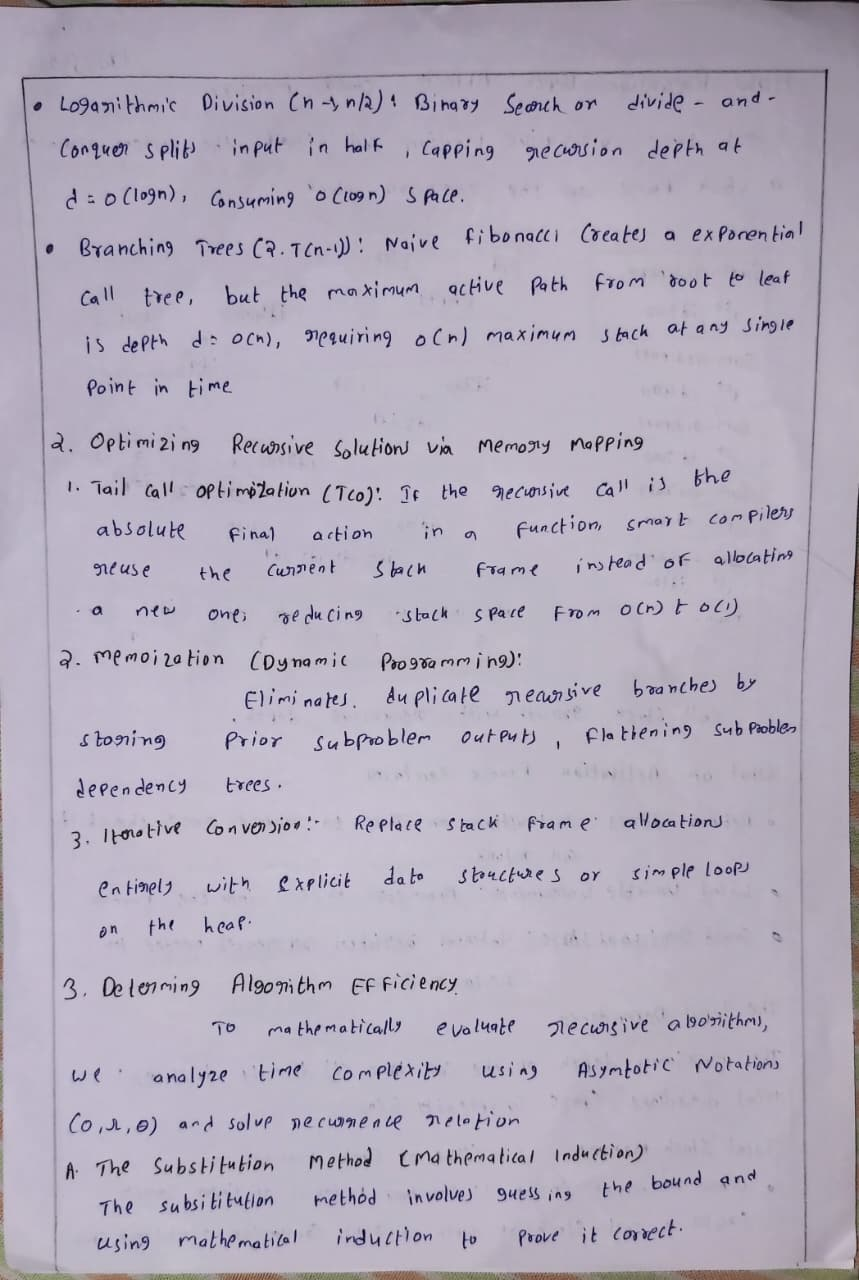 • Logarithmic Division (n → n/2): Binary Search or divide - and -
Conquer splits input in half, Capping recursion depth at
d = O(logn), Consuming O(logn) space.
• Branching Trees (2.T(n-1)): Naive fibonacci Creates a exponential
Call tree, but the maximum active Path from root to leaf
is depth d = O(n), requiring O(n) maximum stack at any single
Point in time
2. Optimizing Recursive Solutions via Memory Mapping
1. Tail Call optimization (TCO): If the recursive Call is the
absolute final action in a function, smart compilers
reuse the current stack frame instead of allocating
a new one; reducing stack space from O(n) t O(1)
2. Memoization (Dynamic Programming):
Eliminates. duplicate recursive branches by
storing Prior subproblem outputs, flattening subproblem
dependency trees.
3. Iterative Conversion:- Replace stack frame allocations
entirely with explicit data structures or simple loops
on the heap.
3. Deterning Algorithm Efficiency
To mathematically evaluate recursive algorithms,
we analyze time complexity using Asymtotic Notations
(O, Ω, Θ) and solve recurrence relation
A. The Substitution Method (Mathematical Induction)
The subsititution method involves guessing the bound and
using mathematical induction to Prove it correct.